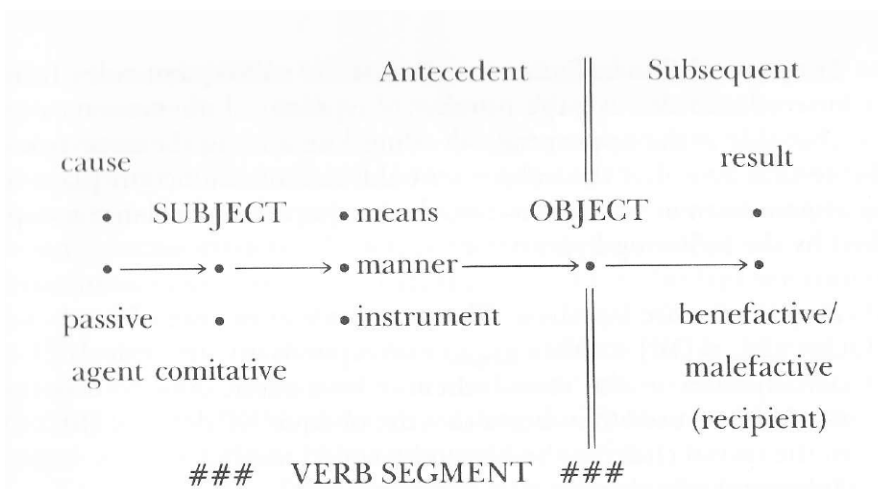 Antecedent Subsequent
cause result
• SUBJECT • means OBJECT
• • • manner • •
passive • • instrument benefactive/
agent comitative malefactive
(recipient)
### VERB SEGMENT ###